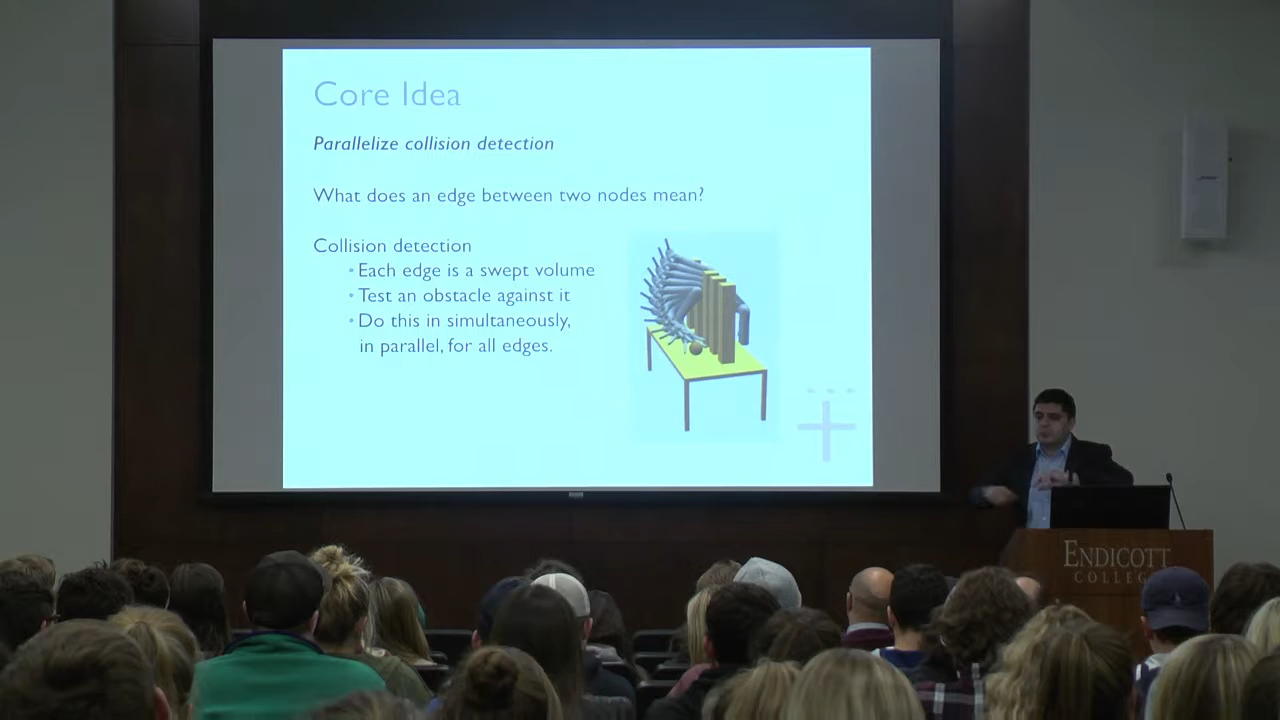 Core Idea
Parallelize collision detection
What does an edge between two nodes mean?
Collision detection
• Each edge is a swept volume
• Test an obstacle against it
• Do this in simultaneously,
in parallel, for all edges.
ENDICOTT
COLLEGE